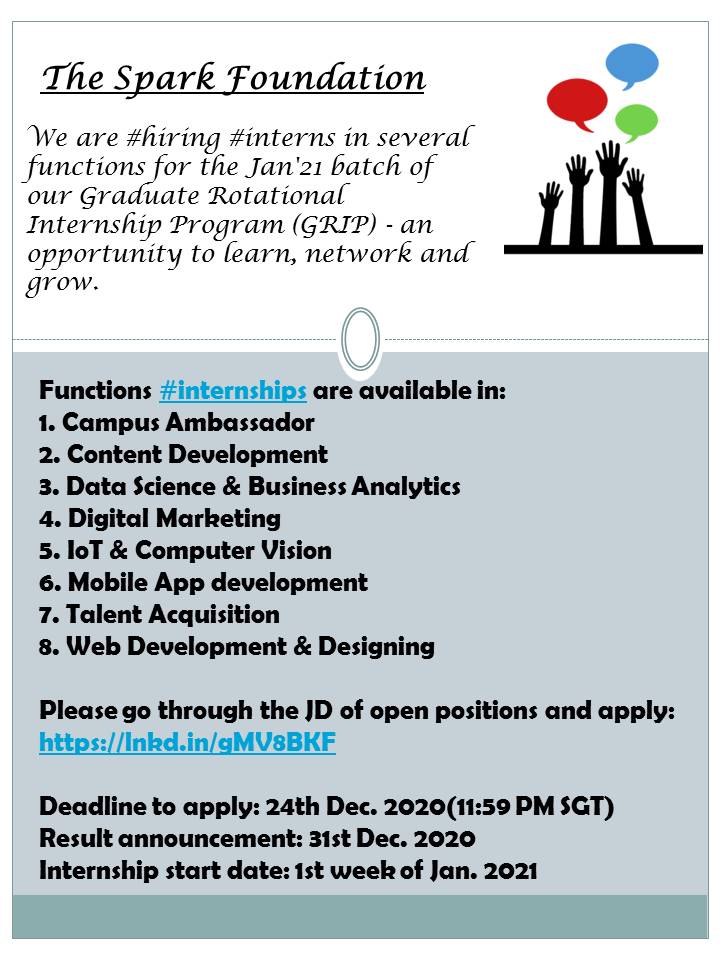 The Spark Foundation
We are #hiring #interns in several
functions for the Jan'21 batch of
our Graduate Rotational
Internship Program (GRIP) - an
opportunity to learn, network and
grow.
Functions #internships are available in:
1. Campus Ambassador
2. Content Development
3. Data Science & Business Analytics
4. Digital Marketing
5. IoT & Computer Vision
6. Mobile App development
7. Talent Acquisition
8. Web Development & Designing
Please go through the JD of open positions and apply:
https://lnkd.in/gMV8BKF
Deadline to apply: 24th Dec. 2020(11:59 PM SGT)
Result announcement: 31st Dec. 2020
Internship start date: 1st week of Jan. 2021